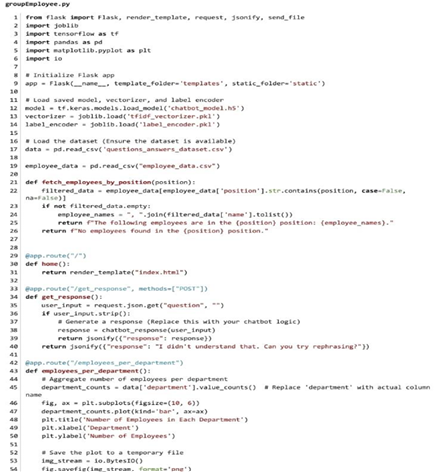 groupEmployee.py
1 from flask import Flask, render_template, request, jsonify, send_file
2 import joblib
3 import tensorflow as tf
4 import pandas as pd
5 import matplotlib.pyplot as plt
6 import io
7
8 # Initialize Flask app
9 app = Flask(__name__, template_folder='templates', static_folder='static')
10
11 # Load saved model, vectorizer, and label encoder
12 model = tf.keras.models.load_model('chatbot_model.h5')
13 vectorizer = joblib.load('tfidf_vectorizer.pkl')
14 label_encoder = joblib.load('label_encoder.pkl')
15
16 # Load the dataset (Ensure the dataset is available)
17 data = pd.read_csv('questions_answers_dataset.csv')
18
19 employee_data = pd.read_csv("employee_data.csv")
20
21 def fetch_employees_by_position(position):
22 filtered_data = employee_data[employee_data['position'].str.contains(position, case=False,
na=False)]
23 if not filtered_data.empty:
24 employee_names = ", ".join(filtered_data['name'].tolist())
25 return f"The following employees are in the {position} position: {employee_names}."
26 return f"No employees found in the {position} position."
27
28
29 @app.route("/")
30 def home():
31 return render_template("index.html")
32
33 @app.route("/get_response", methods=["POST"])
34 def get_response():
35 user_input = request.json.get("question", "")
36 if user_input.strip():
37 # Generate a response (Replace this with your chatbot logic)
38 response = chatbot_response(user_input)
39 return jsonify({"response": response})
40 return jsonify({"response": "I didn't understand that. Can you try rephrasing?"})
41
42 @app.route("/employees_per_department")
43 def employees_per_department():
44 # Aggregate number of employees per department
45 department_counts = data['department'].value_counts() # Replace 'department' with actual column
name
46 fig, ax = plt.subplots(figsize=(10, 6))
47 department_counts.plot(kind='bar', ax=ax)
48 plt.title('Number of Employees in Each Department')
49 plt.xlabel('Department')
50 plt.ylabel('Number of Employees')
51
52 # Save the plot to a temporary file
53 img_stream = io.BytesIO()
54 fig.savefig(img_stream, format='png')